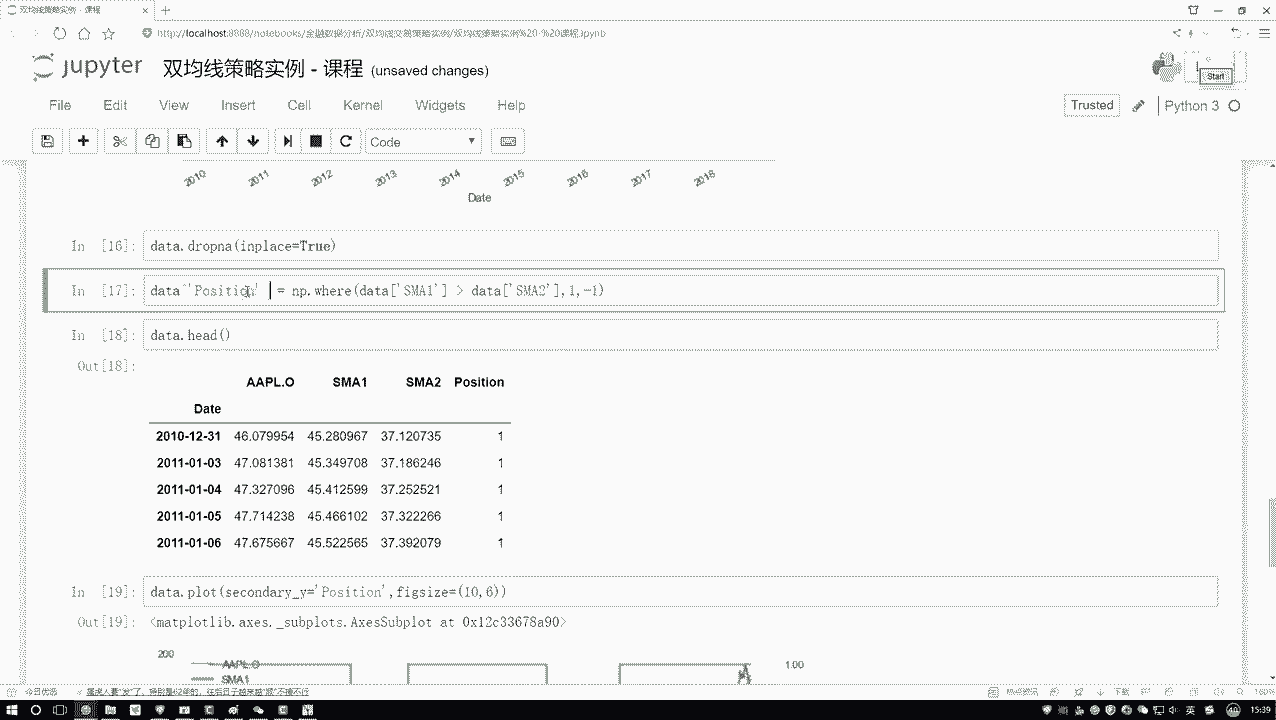 双均线策略实例 - 课程
http://localhost:8888/notebooks/金融数据分析/双均线交易策略实例/双均线策略实例%20-%20课程.ipynb
jupyter 双均线策略实例 - 课程 (unsaved changes)
Start
File Edit View Insert Cell Kernel Widgets Help
Trusted Python 3
Code
2010 2011 2012 2013 2014 2015 2016 2017 2018
Date
In [16]: data.dropna(inplace=True)
In [17]: data['Position'] = np.where(data['SMA1'] > data['SMA2'],1,-1)
In [18]: data.head()
Out[18]:
AAPL.O SMA1 SMA2 Position
Date
2010-12-31 46.079954 45.280967 37.120735 1
2011-01-03 47.081381 45.349708 37.186246 1
2011-01-04 47.327096 45.412599 37.252521 1
2011-01-05 47.714238 45.466102 37.322266 1
2011-01-06 47.675667 45.522565 37.392079 1
In [19]: data.plot(secondary_y='Position',figsize=(10,6))
Out[19]: <matplotlib.axes._subplots.AxesSubplot at 0x12c33678a90>
200 AAPL.O 1.00
SMA1
今日优选
下载 160%
英 15:39